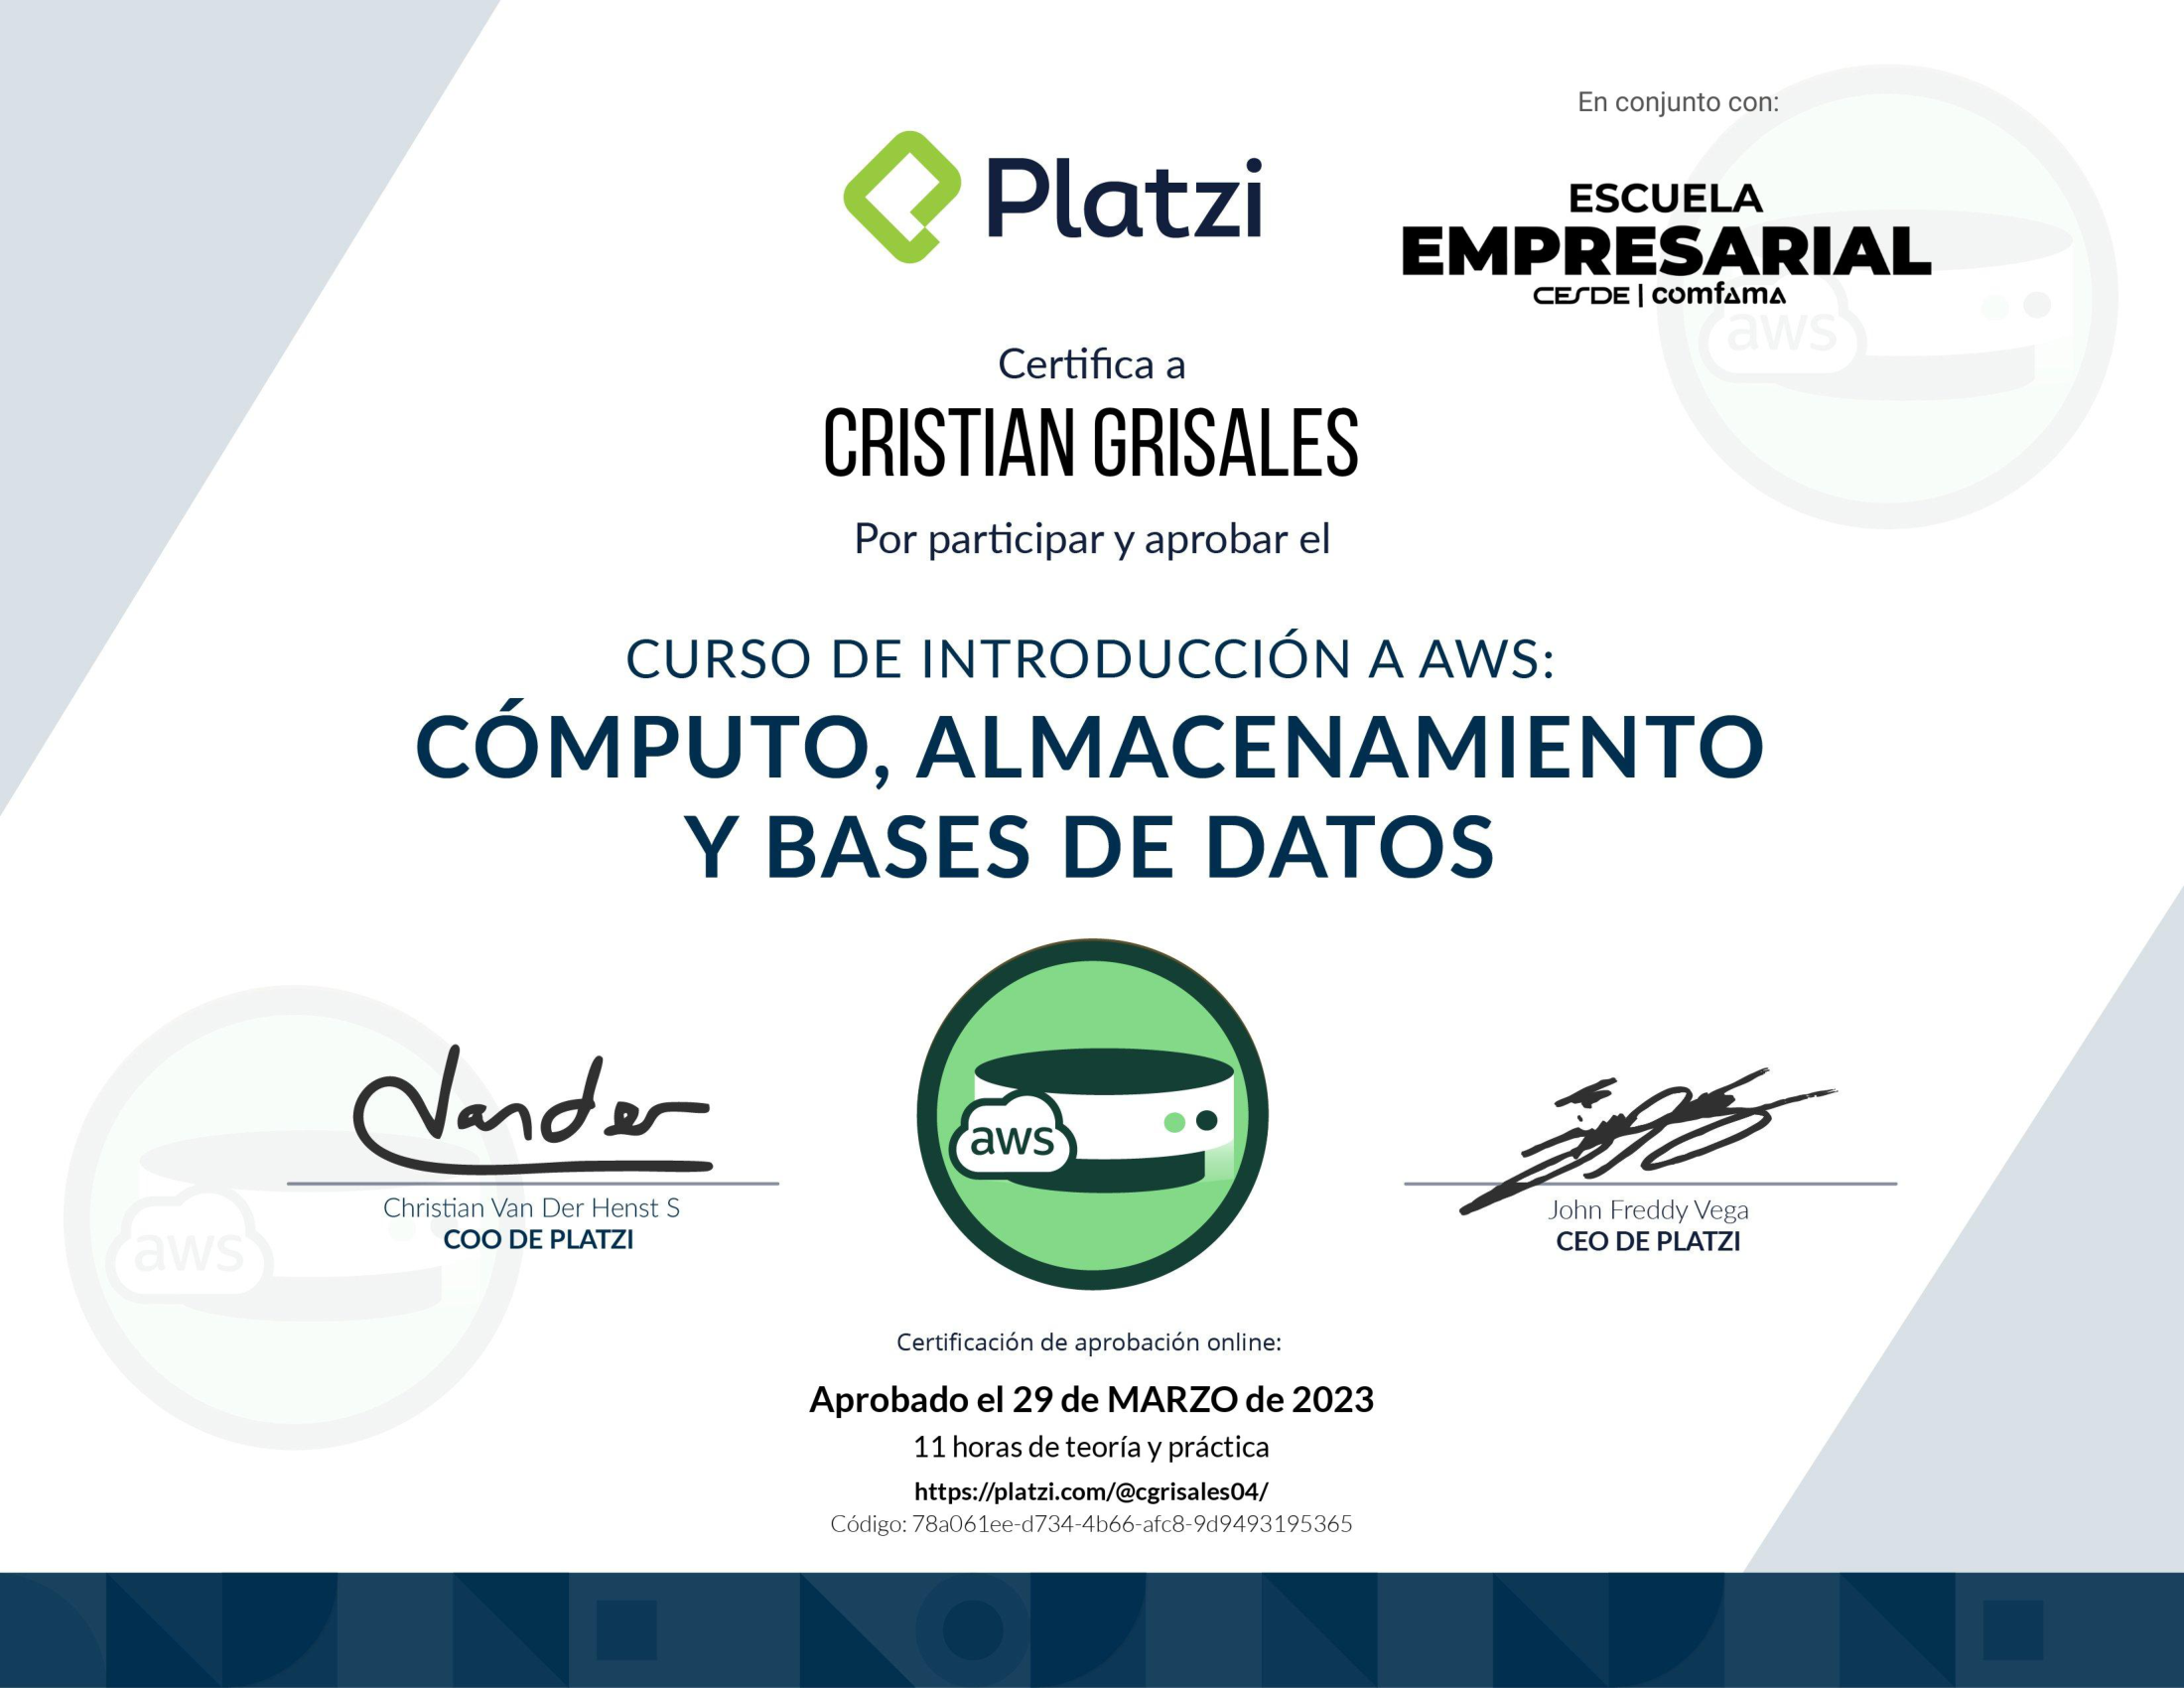 En conjunto con:
Platzi
ESCUELA
EMPRESARIAL
CESDE | comfama
aws
Certifica a
CRISTIAN GRISALES
Por participar y aprobar el
CURSO DE INTRODUCCIÓN A AWS:
CÓMPUTO, ALMACENAMIENTO
Y BASES DE DATOS
Vander
aws
Christian Van Der Henst S
COO DE PLATZI
John Freddy Vega
CEO DE PLATZI
aws
Certificación de aprobación online:
Aprobado el 29 de MARZO de 2023
11 horas de teoría y práctica
https://platzi.com/@cgrisales04/
Código: 78a061ee-d734-4b66-afc8-9d9493195365